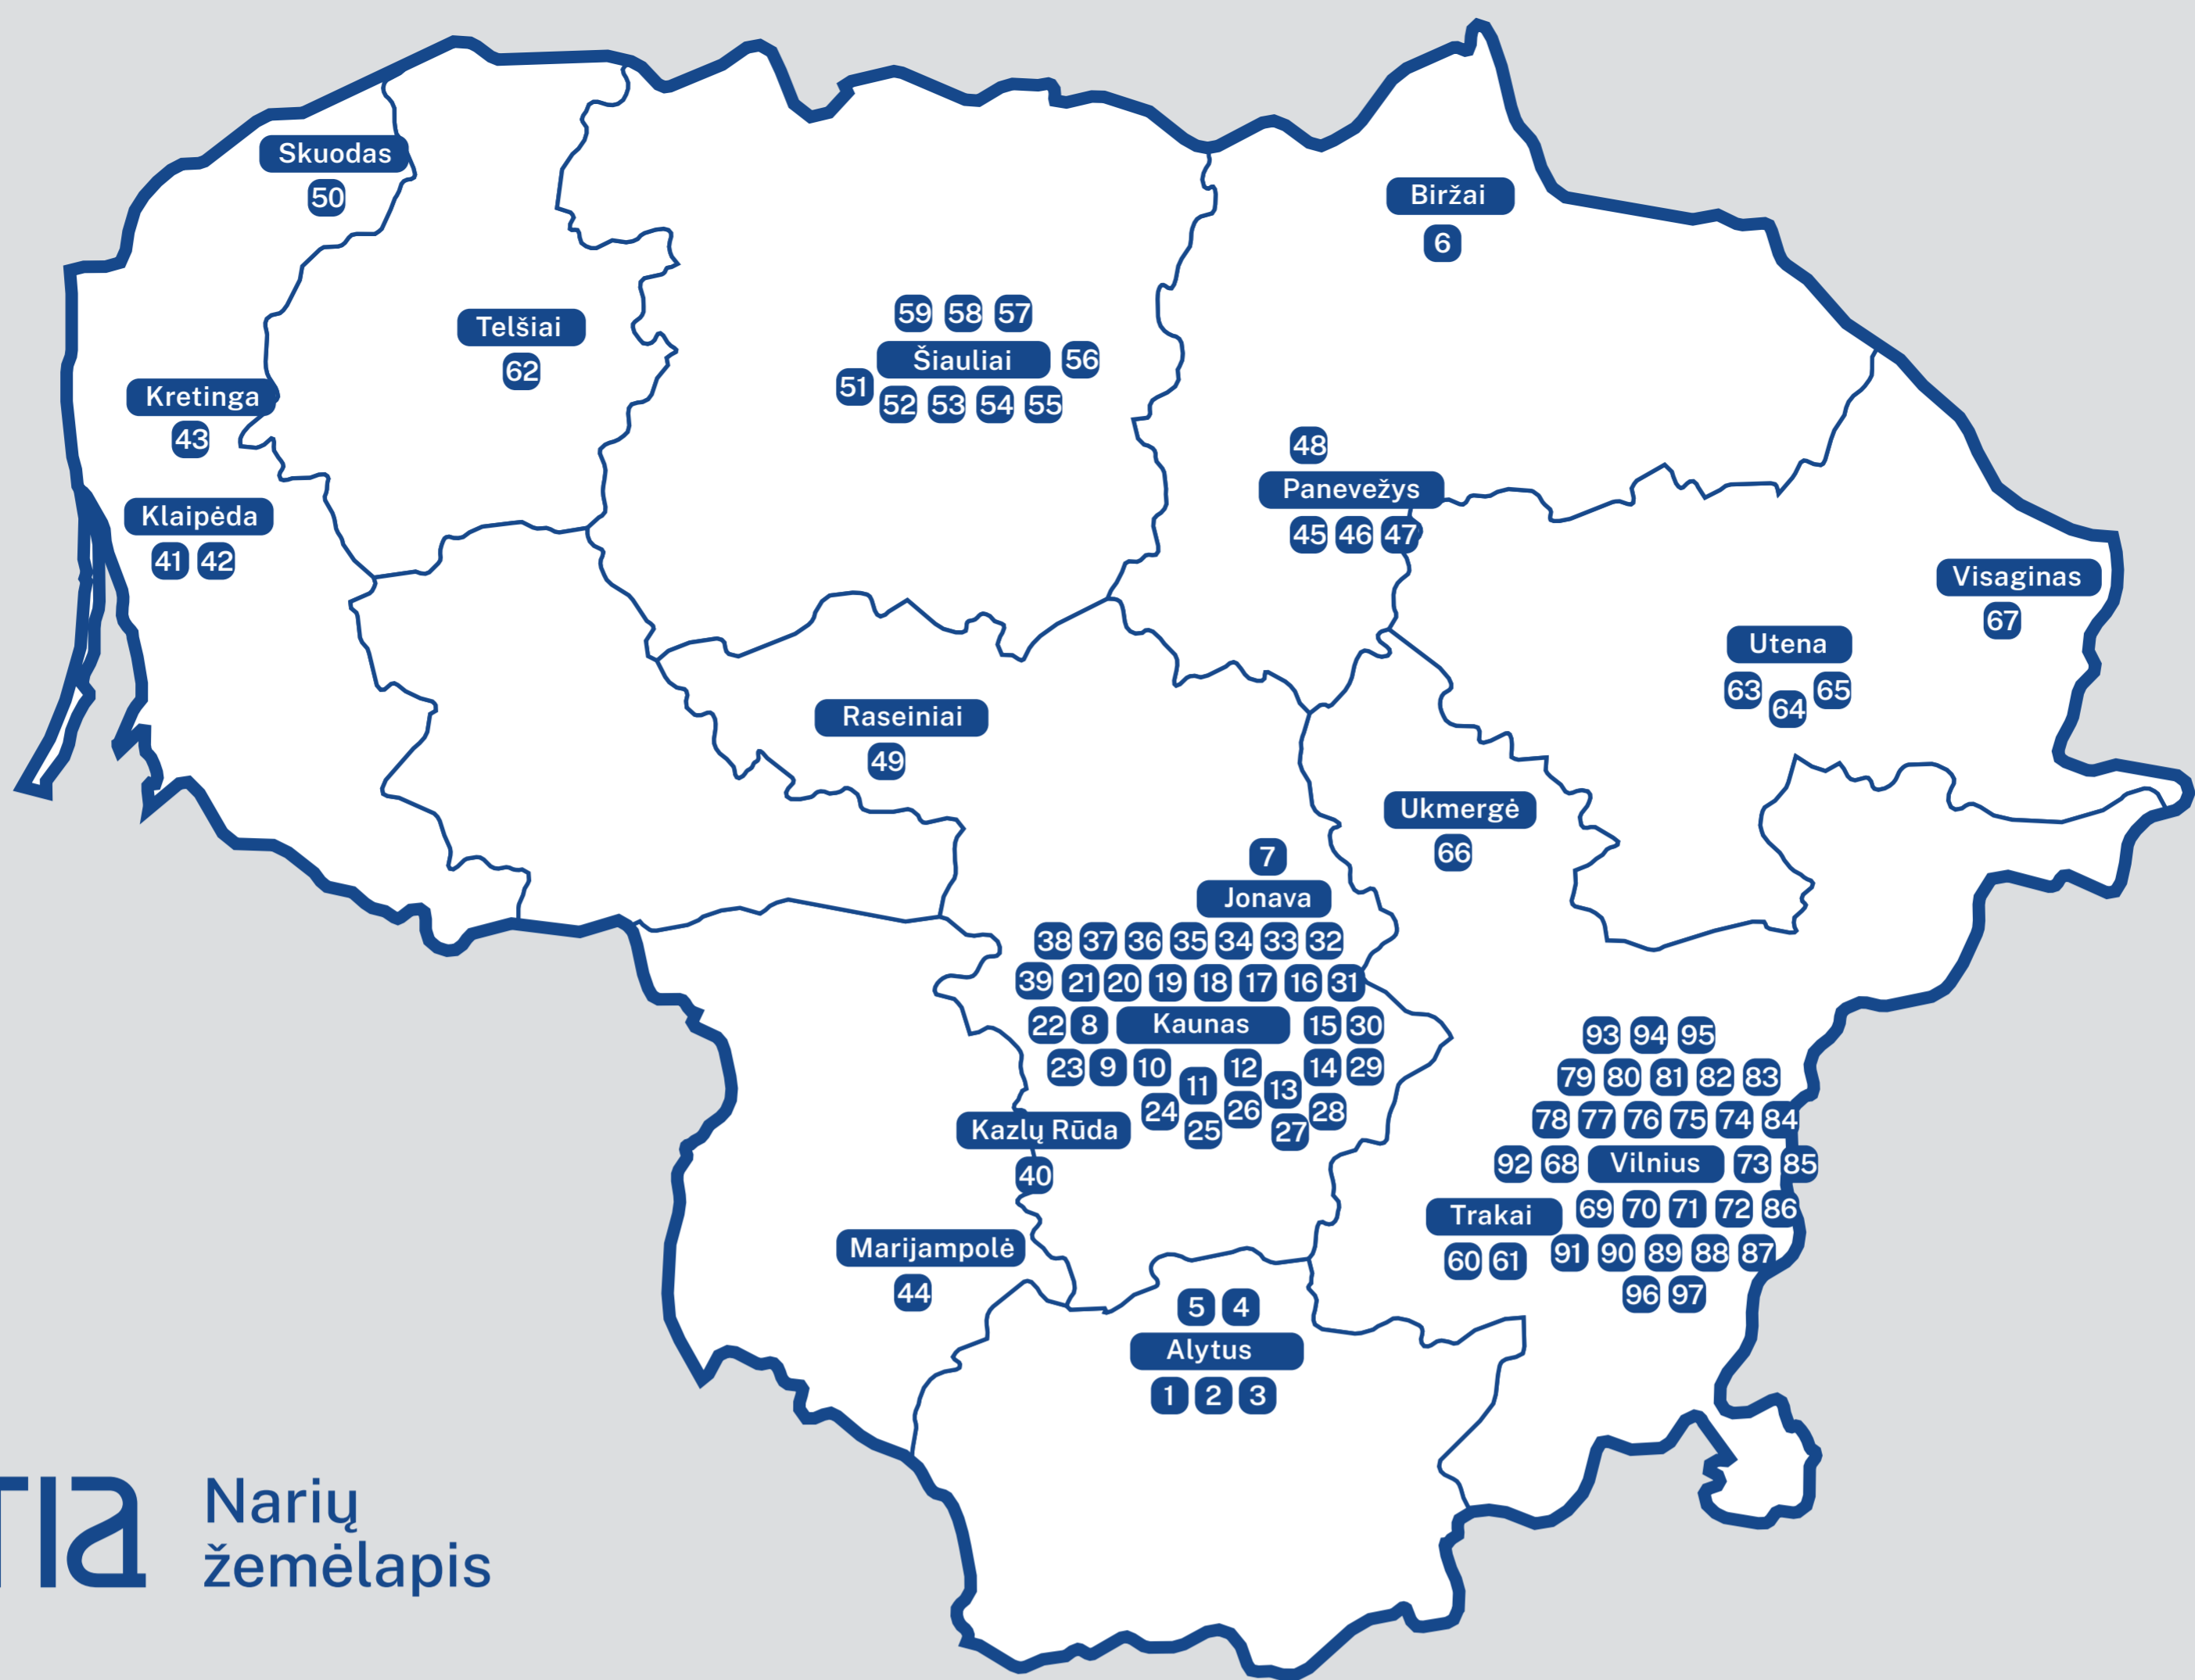 Skuodas
50
Biržai
6
59 58 57
Telšiai
62
Šiauliai 56
51 52 53 54 55
Kretinga
43
48
Panevėžys
45 46 47
Klaipėda
41 42
Visaginas
67
Utena
63 64 65
Raseiniai
49
Ukmergė
66
7
Jonava
38 37 36 35 34 33 32
39 21 20 19 18 17 16 31
22 8 Kaunas 15 30
23 9 10 11 12 13 14 29
24 25 26 27 28
Kazlų Rūda
40
93 94 95
79 80 81 82 83
78 77 76 75 74 84
92 68 Vilnius 73 85
69 70 71 72 86
Trakai
60 61
91 90 89 88 87
96 97
Marijampolė
44
5 4
Alytus
1 2 3
Narių
žemėlapis